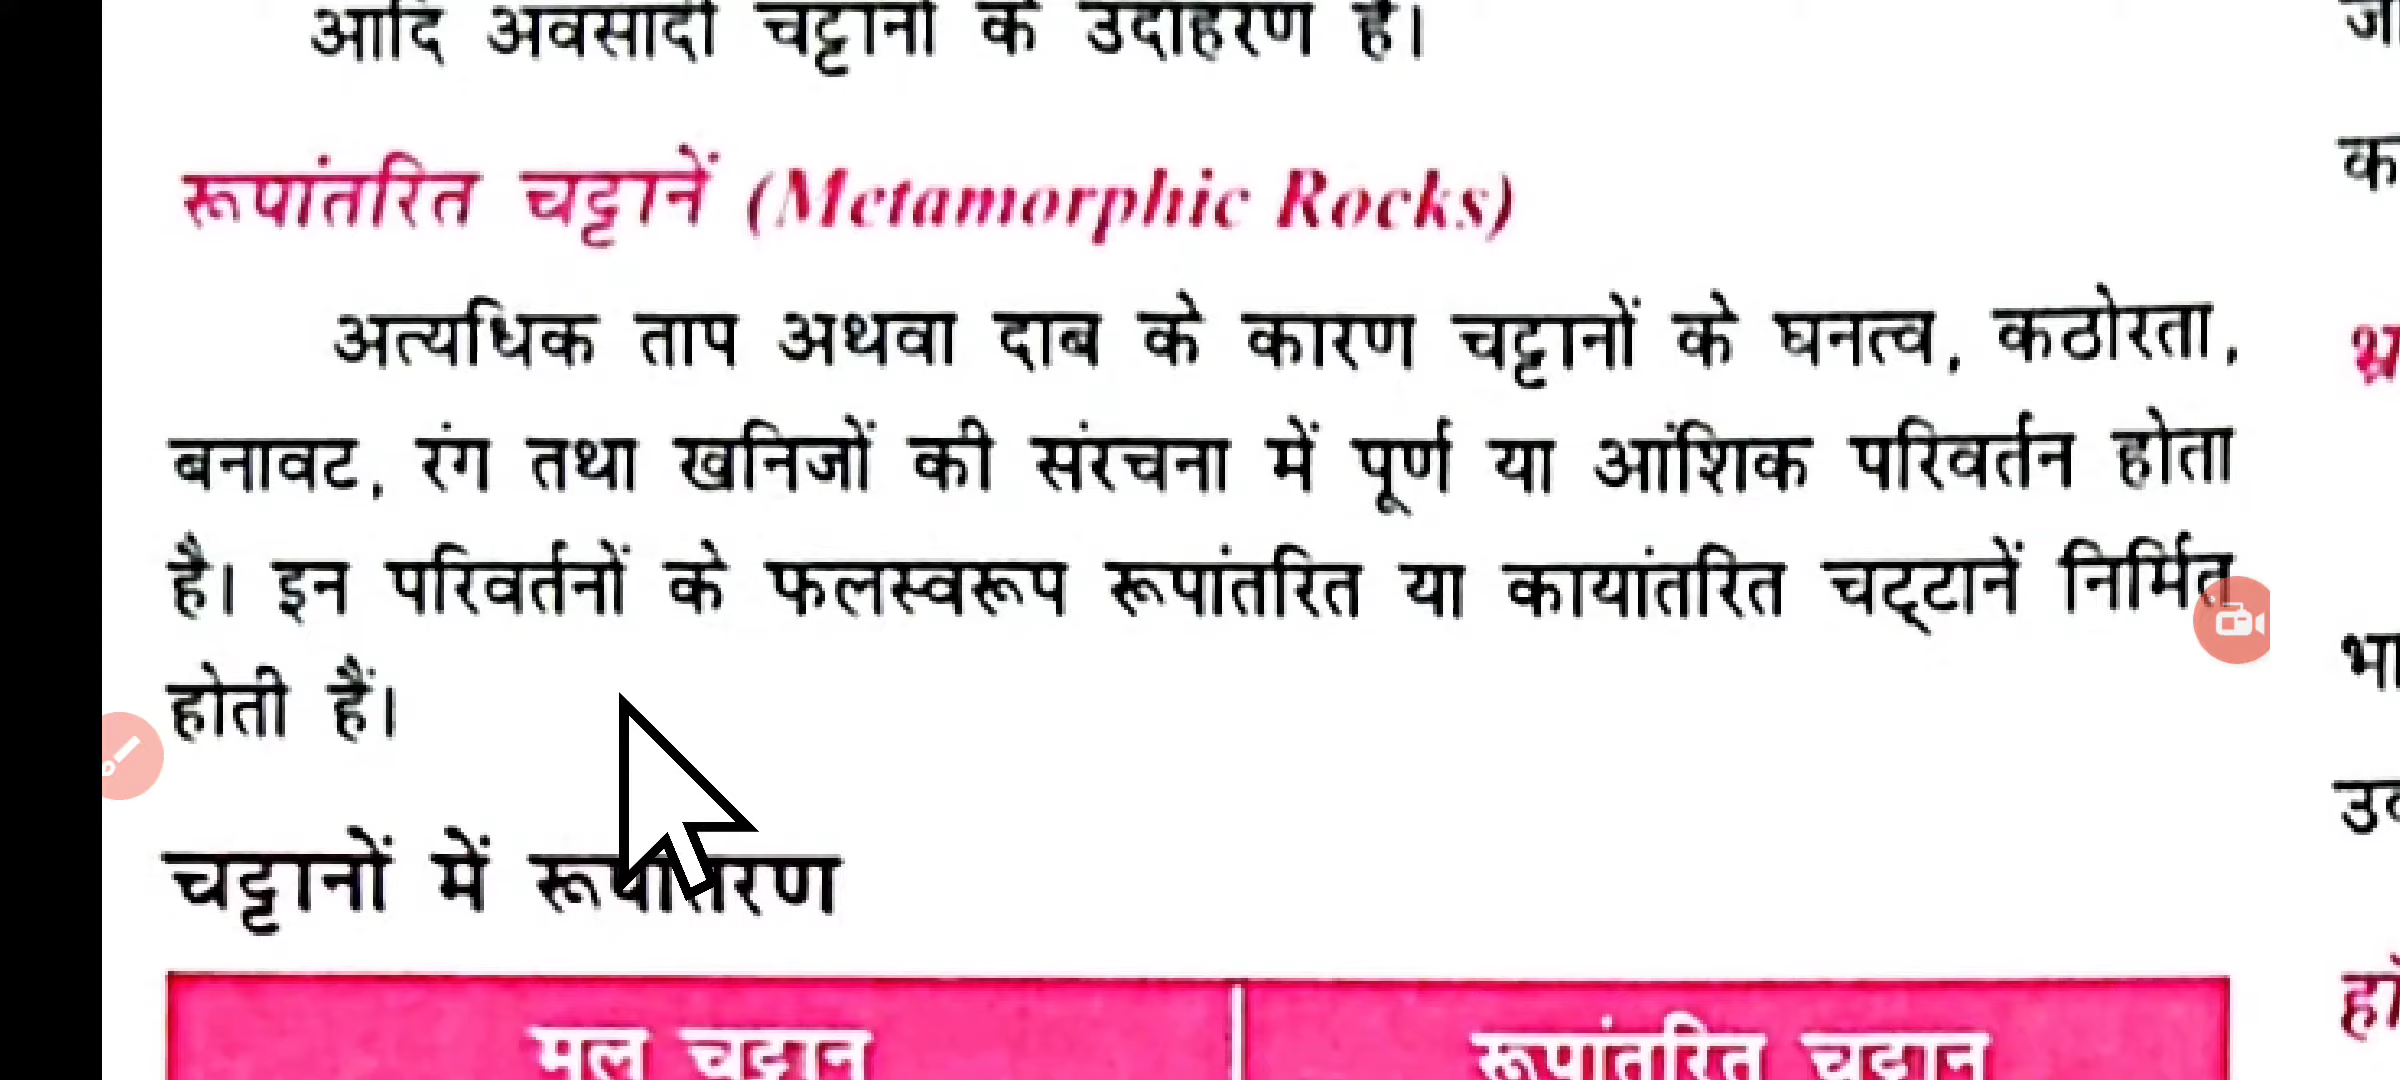 आदि अवसादी चट्टानों के उदाहरण हैं।
रूपांतरित चट्टानें (Metamorphic Rocks)
अत्यधिक ताप अथवा दाब के कारण चट्टानों के घनत्व, कठोरता,
बनावट, रंग तथा खनिजों की संरचना में पूर्ण या आंशिक परिवर्तन होता
है। इन परिवर्तनों के फलस्वरूप रूपांतरित या कायांतरित चट्टानें निर्मित
होती हैं।
चट्टानों में रूपांतरण
मूल चट्टान रूपांतरित चट्टान